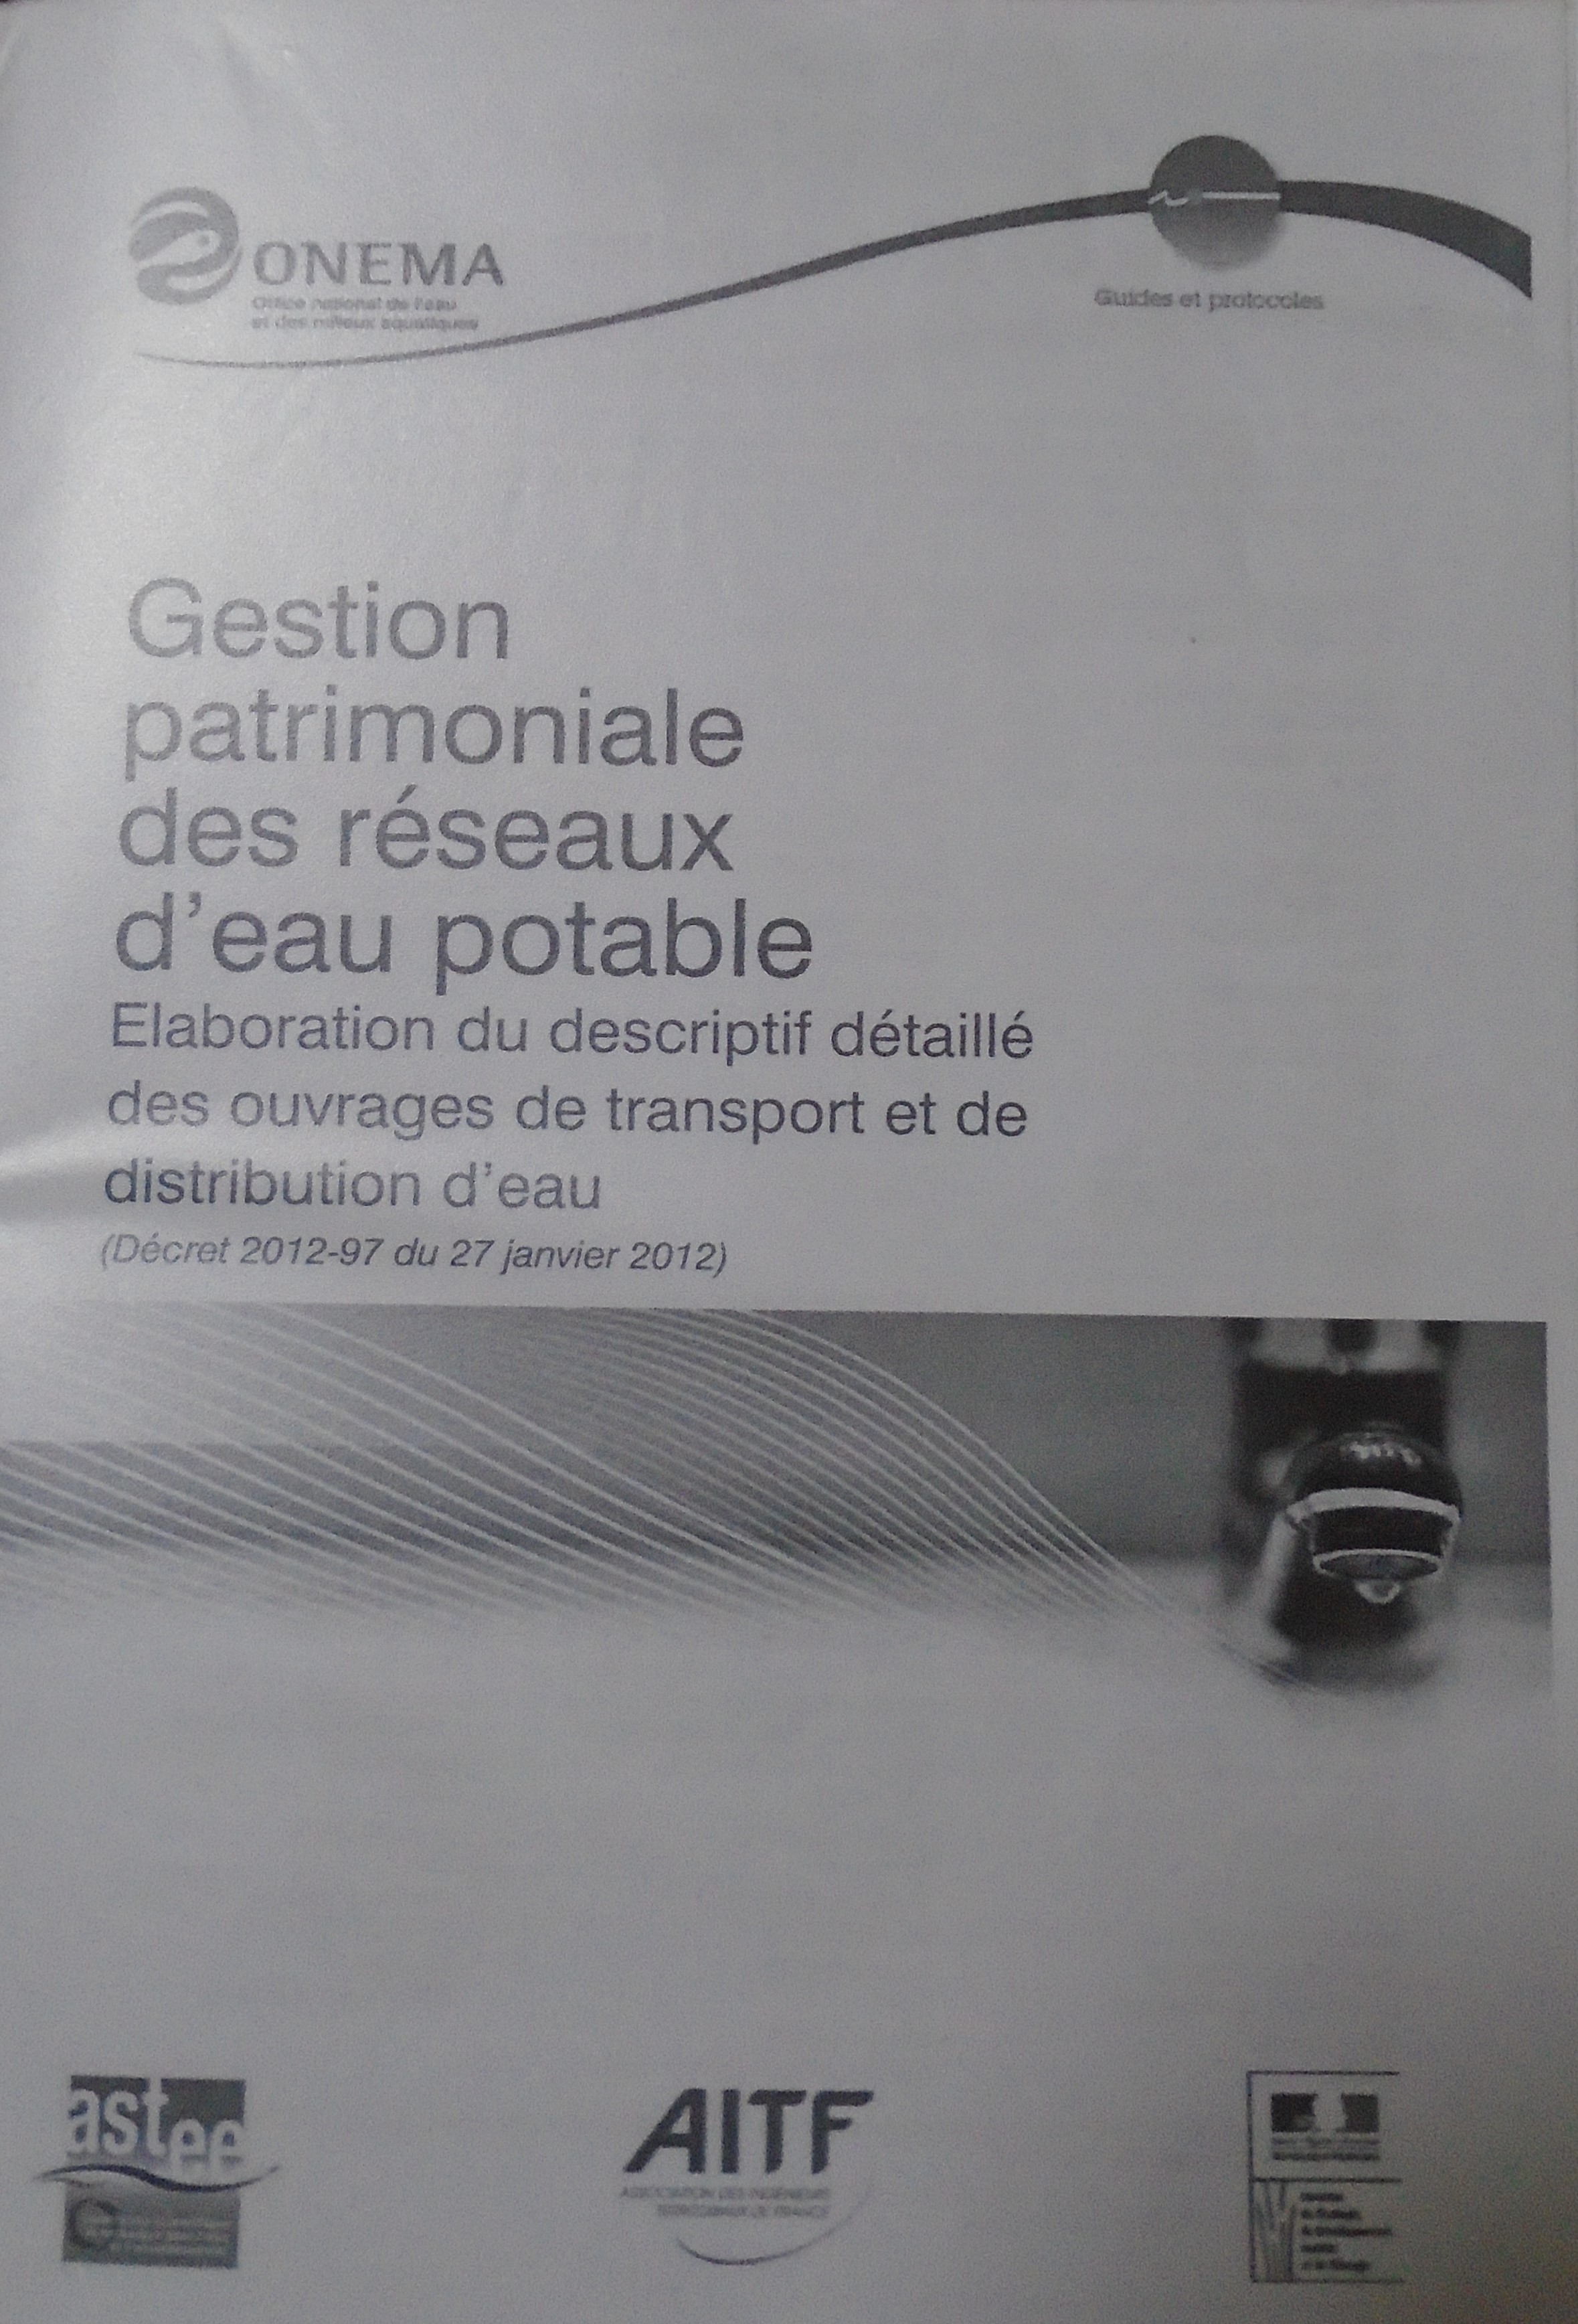 ONEMA
Office national de l'eau
et des milieux aquatiques
Guides et protocoles
Gestion
patrimoniale
des réseaux
d'eau potable
Elaboration du descriptif détaillé
des ouvrages de transport et de
distribution d'eau
(Décret 2012-97 du 27 janvier 2012)
astee
AITF
ASSOCIATION DES INGÉNIEURS
TERRITORIAUX DE FRANCE